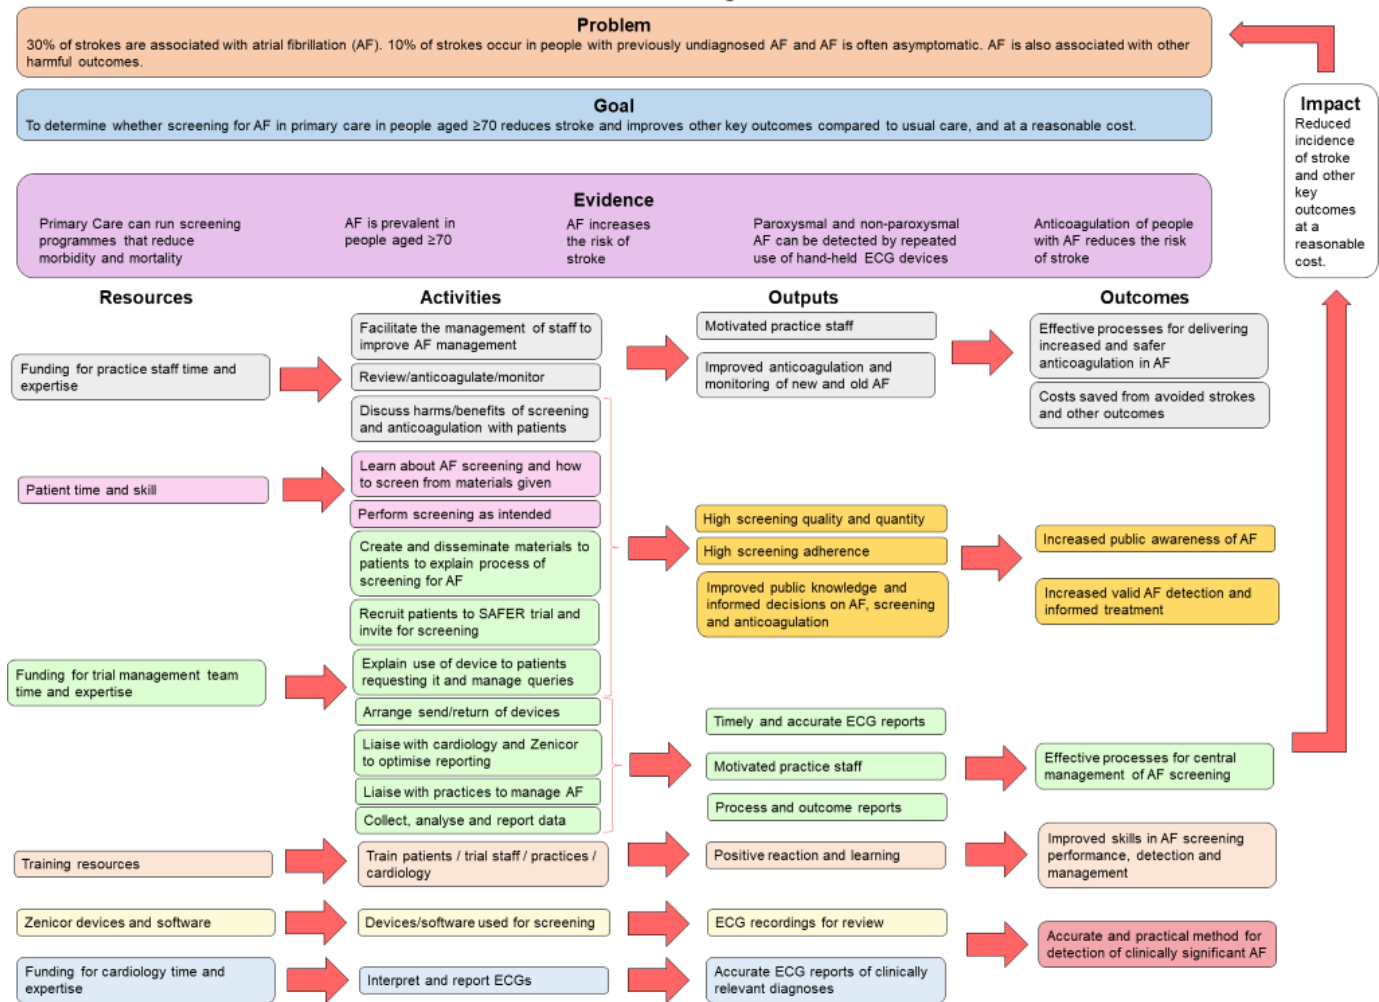 Problem
30% of strokes are associated with atrial fibrillation (AF). 10% of strokes occur in people with previously undiagnosed AF and AF is often asymptomatic. AF is also associated with other
harmful outcomes.
Goal
To determine whether screening for AF in primary care in people aged ≥70 reduces stroke and improves other key outcomes compared to usual care, and at a reasonable cost.
Impact
Reduced
incidence
of stroke
and other
key
outcomes
at a
reasonable
cost.
Evidence
Primary Care can run screening
programmes that reduce
morbidity and mortality
AF is prevalent in
people aged ≥70
AF increases
the risk of
stroke
Paroxysmal and non-paroxysmal
AF can be detected by repeated
use of hand-held ECG devices
Anticoagulation of people
with AF reduces the risk
of stroke
Resources
Activities
Outputs
Outcomes
Funding for practice staff time and
expertise
Facilitate the management of staff to
improve AF management
Review/anticoagulate/monitor
Discuss harms/benefits of screening
and anticoagulation with patients
Motivated practice staff
Improved anticoagulation and
monitoring of new and old AF
Effective processes for delivering
increased and safer
anticoagulation in AF
Costs saved from avoided strokes
and other outcomes
Patient time and skill
Learn about AF screening and how
to screen from materials given
Perform screening as intended
Create and disseminate materials to
patients to explain process of
screening for AF
Recruit patients to SAFER trial and
invite for screening
Explain use of device to patients
requesting it and manage queries
High screening quality and quantity
High screening adherence
Improved public knowledge and
informed decisions on AF, screening
and anticoagulation
Increased public awareness of AF
Increased valid AF detection and
informed treatment
Funding for trial management team
time and expertise
Arrange send/return of devices
Liaise with cardiology and Zenicor
to optimise reporting
Liaise with practices to manage AF
Collect, analyse and report data
Timely and accurate ECG reports
Motivated practice staff
Process and outcome reports
Effective processes for central
management of AF screening
Training resources
Train patients / trial staff / practices /
cardiology
Positive reaction and learning
Improved skills in AF screening
performance, detection and
management
Zenicor devices and software
Devices/software used for screening
ECG recordings for review
Accurate and practical method for
detection of clinically significant AF
Funding for cardiology time and
expertise
Interpret and report ECGs
Accurate ECG reports of clinically
relevant diagnoses